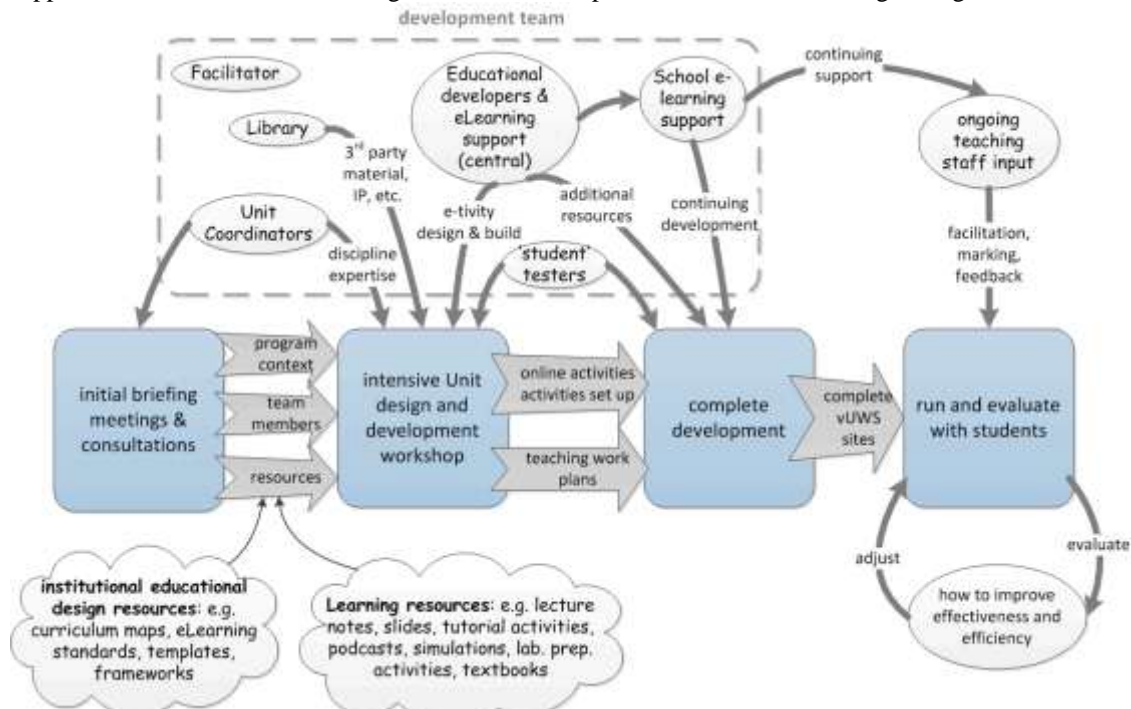 development team
Facilitator
Library
3rd party
material,
IP, etc.
Unit
Coordinators
discipline
expertise
Educational
developers &
eLearning
support
(central)
e-tivity
design & build
additional
resources
'student'
testers
School e-
learning
support
continuing
development
continuing
support
ongoing
teaching
staff input
facilitation,
marking,
feedback
initial briefing
meetings &
consultations
program
context
team
members
resources
intensive Unit
design and
development
workshop
online activities
activities set up
teaching work
plans
complete
development
complete
vUWS
sites
run and evaluate
with students
adjust
evaluate
how to improve
effectiveness and
efficiency
institutional educational
design resources: e.g.
curriculum maps, eLearning
standards, templates,
frameworks
Learning resources: e.g. lecture
notes, slides, tutorial activities,
podcasts, simulations, lab. prep.
activities, textbooks